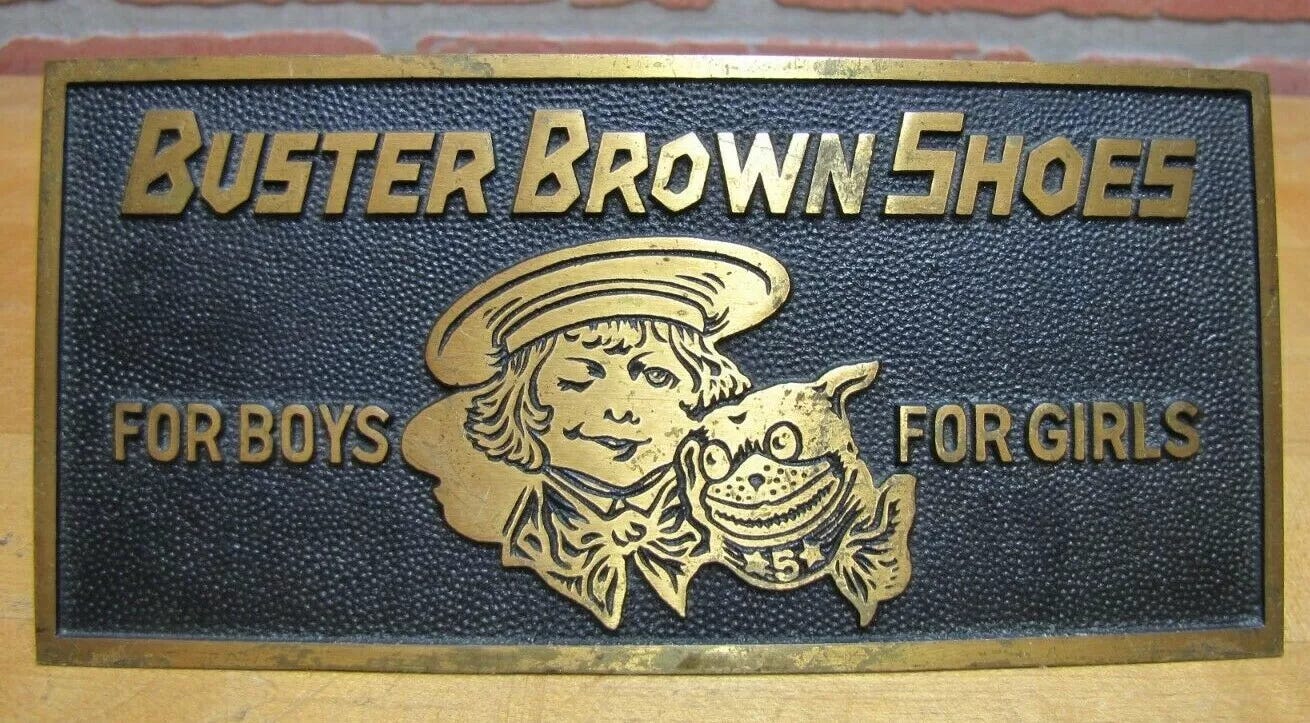 BUSTER BROWN SHOES
FOR BOYS
FOR GIRLS
★5★